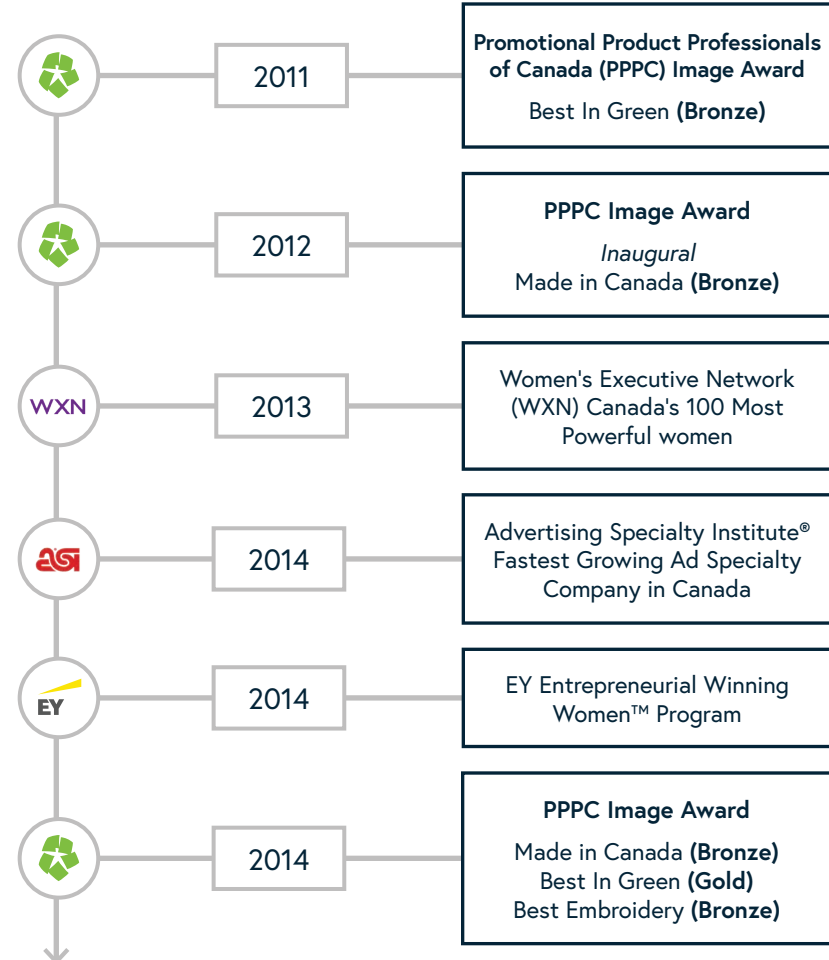 2011
Promotional Product Professionals
of Canada (PPPC) Image Award
Best In Green (Bronze)
2012
PPPC Image Award
Inaugural
Made in Canada (Bronze)
WXN
2013
Women's Executive Network
(WXN) Canada's 100 Most
Powerful women
asi
2014
Advertising Specialty Institute®
Fastest Growing Ad Specialty
Company in Canada
EY
2014
EY Entrepreneurial Winning
Women™ Program
2014
PPPC Image Award
Made in Canada (Bronze)
Best In Green (Gold)
Best Embroidery (Bronze)